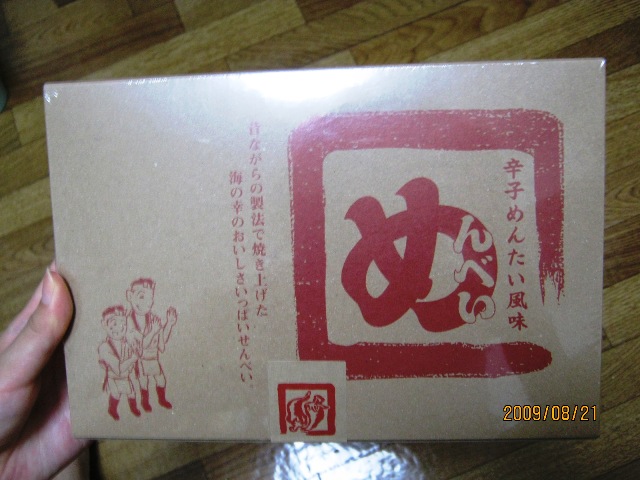 辛子めんたい風味
めんべい
昔ながらの製法で焼き上げた
海の幸のおいしさいっぱいせんべい。
2009/08/21